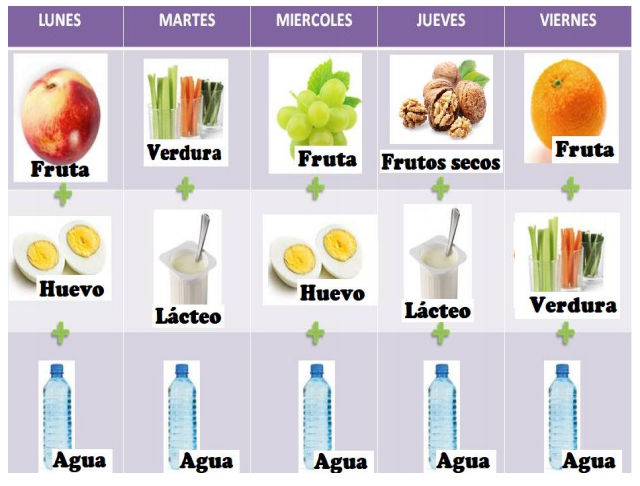 LUNES
MARTES
MIERCOLES
JUEVES
VIERNES
Fruta
Verdura
Fruta
Frutos secos
Fruta
Huevo
Lácteo
Huevo
Lácteo
Verdura
Agua
Agua
Agua
Agua
Agua